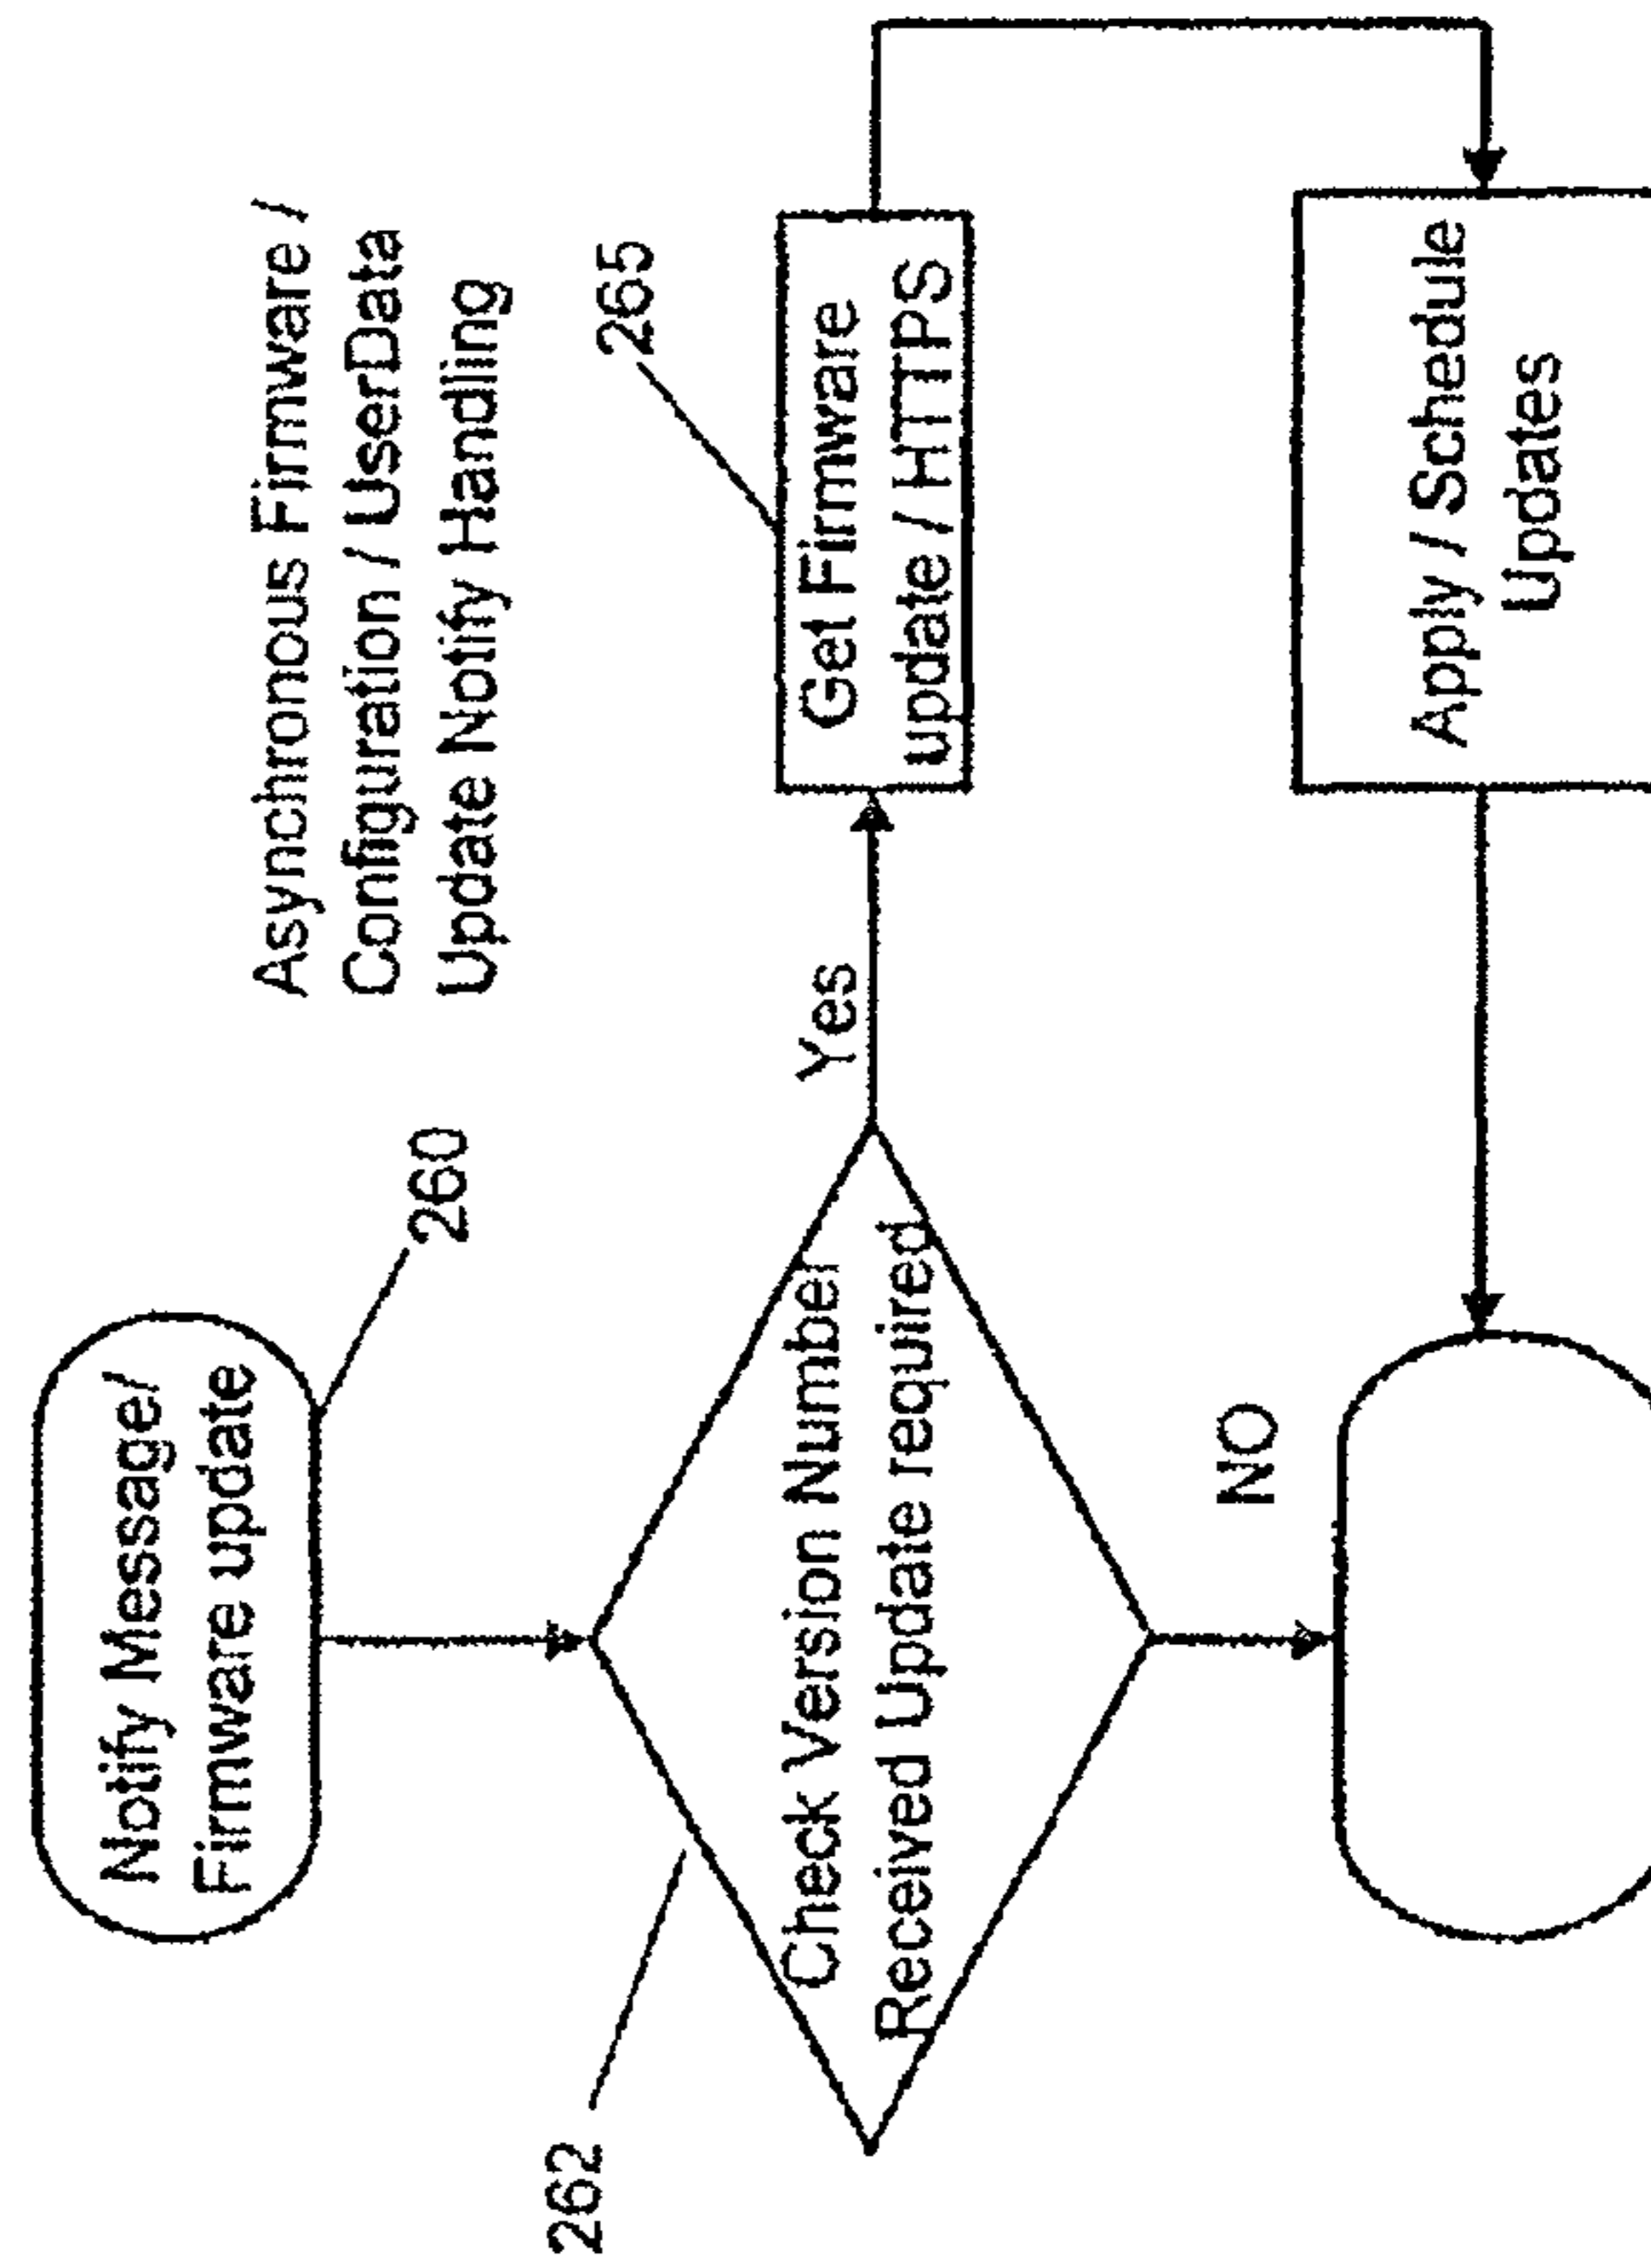 Notify Message/
Firmware update
260
Asynchronous Firmware /
Configuration / UserData
Update Notify Handling
262
Check Version Number
Received Update required
Yes
265
Get Firmware
update / HTTPS
NO
Apply / Schedule
Updates